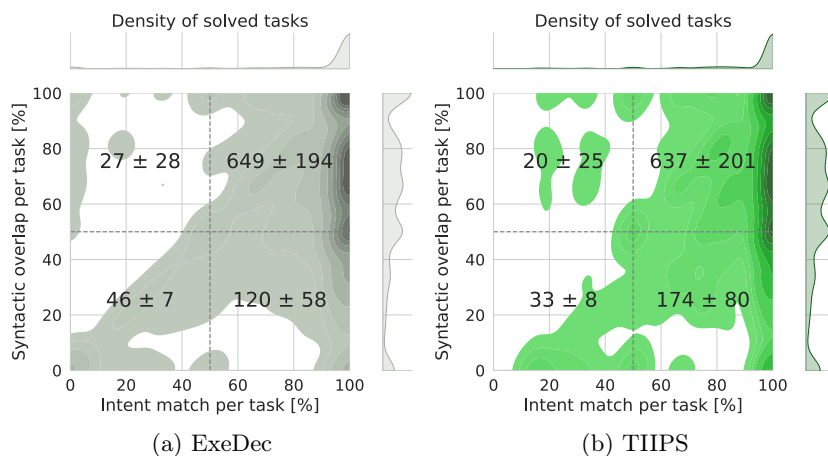 Density of solved tasks
Syntactic overlap per task [%]
100
80
60
40
20
0
27 ± 28
649 ± 194
46 ± 7
120 ± 58
0 20 40 60 80 100
Intent match per task [%]
(a) ExeDec
Density of solved tasks
Syntactic overlap per task [%]
100
80
60
40
20
0
20 ± 25
637 ± 201
33 ± 8
174 ± 80
0 20 40 60 80 100
Intent match per task [%]
(b) TIIPS